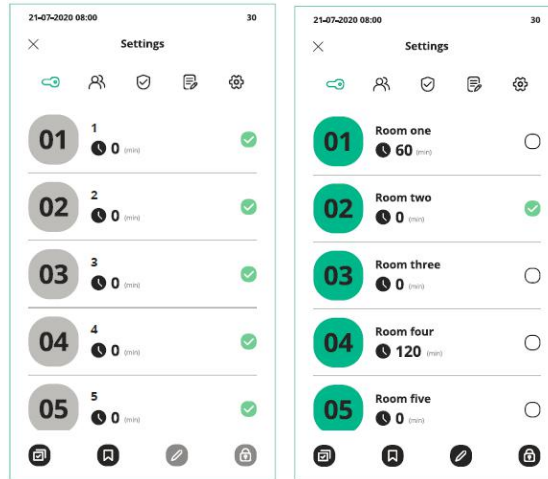 21-07-2020 08:00 30
Settings
01 1
0 (min)
02 2
0 (min)
03 3
0 (min)
04 4
0 (min)
05 5
0 (min)
21-07-2020 08:00 30
Settings
01 Room one
60 (min)
02 Room two
0 (min)
03 Room three
0 (min)
04 Room four
120 (min)
05 Room five
0 (min)